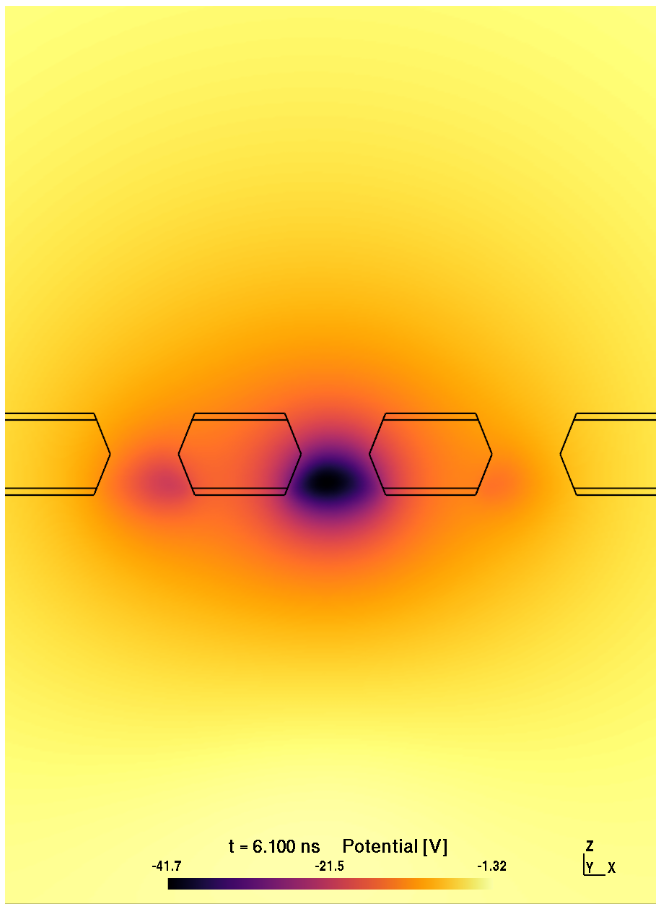 t = 6.100 ns Potential [V]
-41.7 -21.5 -1.32
Z
Y X